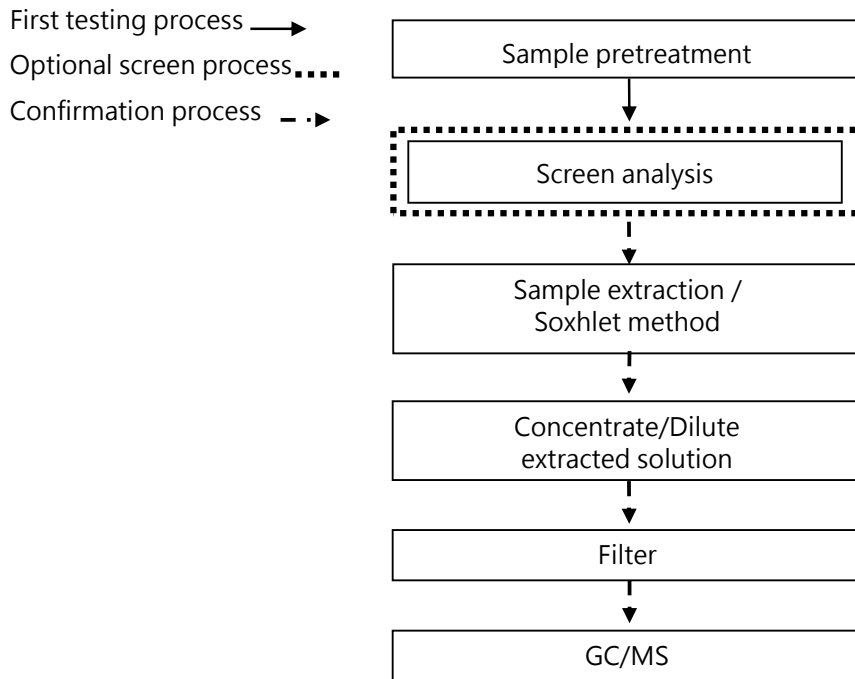 First testing process
Optional screen process
Confirmation process
Sample pretreatment
Screen analysis
Sample extraction /
Soxhlet method
Concentrate/Dilute
extracted solution
Filter
GC/MS